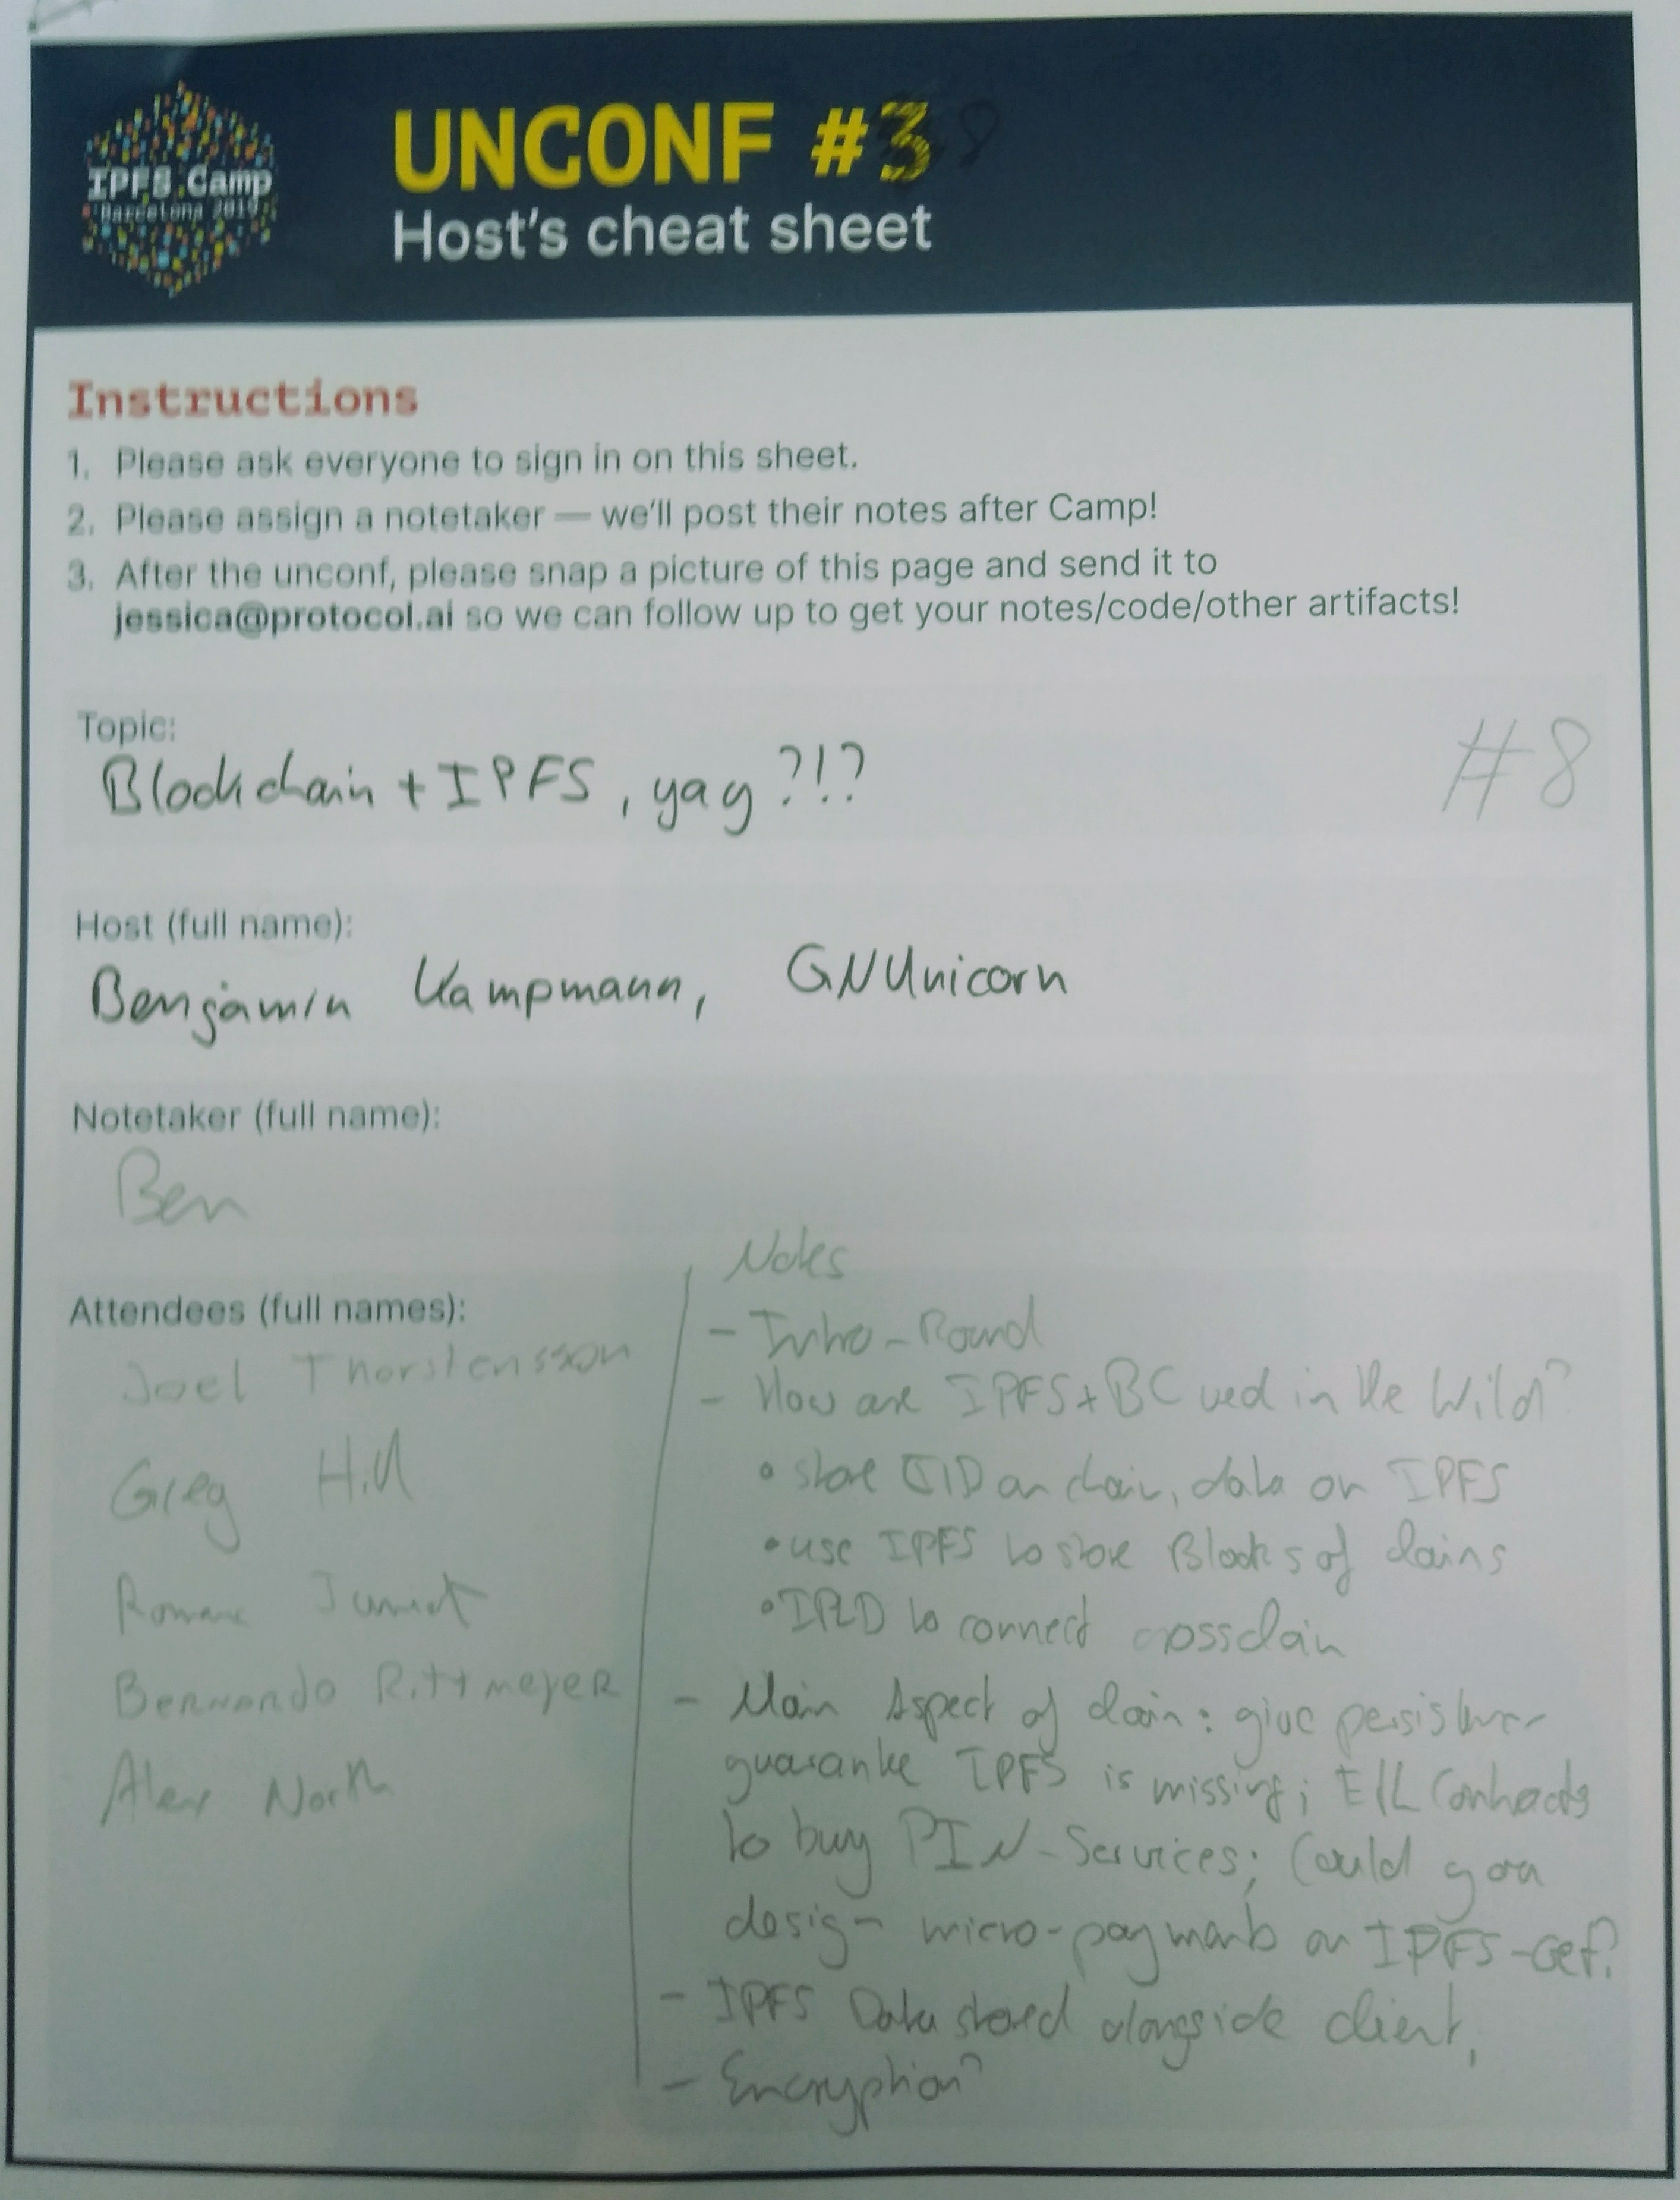 IPFS Camp
Barcelona 2019
UNCONF #3 8
Host's cheat sheet
Instructions
1. Please ask everyone to sign in on this sheet.
2. Please assign a notetaker — we'll post their notes after Camp!
3. After the unconf, please snap a picture of this page and send it to
jessica@protocol.ai so we can follow up to get your notes/code/other artifacts!
Topic:
#8
Blockchain + IPFS, yay ?!?
Host (full name):
Benjamin Kampmann, GNUnicorn
Notetaker (full name):
Ben
Attendees (full names):
Joel Thorstensson
Greg Hill
Bernardo Rittmeyer
Alex North
Notes
- Intro-Round
- How are IPFS+BC used in the Wild?
• store CID on chain, data on IPFS
• use IPFS to store Blocks of chains
• IPLD to connect crosschain
- Main Aspect of chain: give
guarantee IPFS is missing; Contracts
to buy PIN-Services; Could you
design micro-payments on IPFS-Get?
- IPFS Data stored alongside client,
- Encryption?